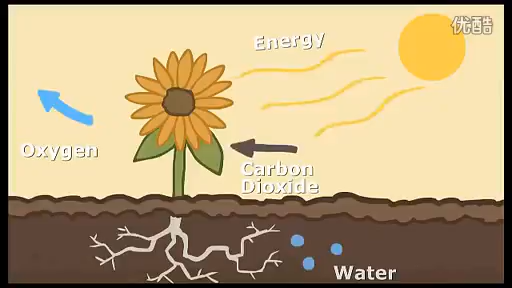 优酷
Energy
Oxygen
Carbon
Dioxide
Water